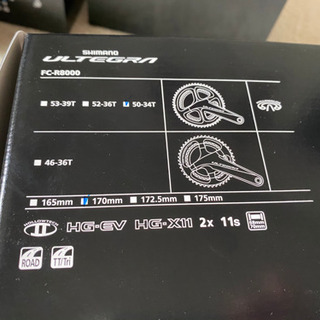 SHIMANO
ULTEGRA
FC-R8000
53-39T 52-36T 50-34T
46-36T
165mm 170mm 172.5mm 175mm
HOLLOWTECH II HG-EV HG-X11 2x 11s
ROAD TT/Tri